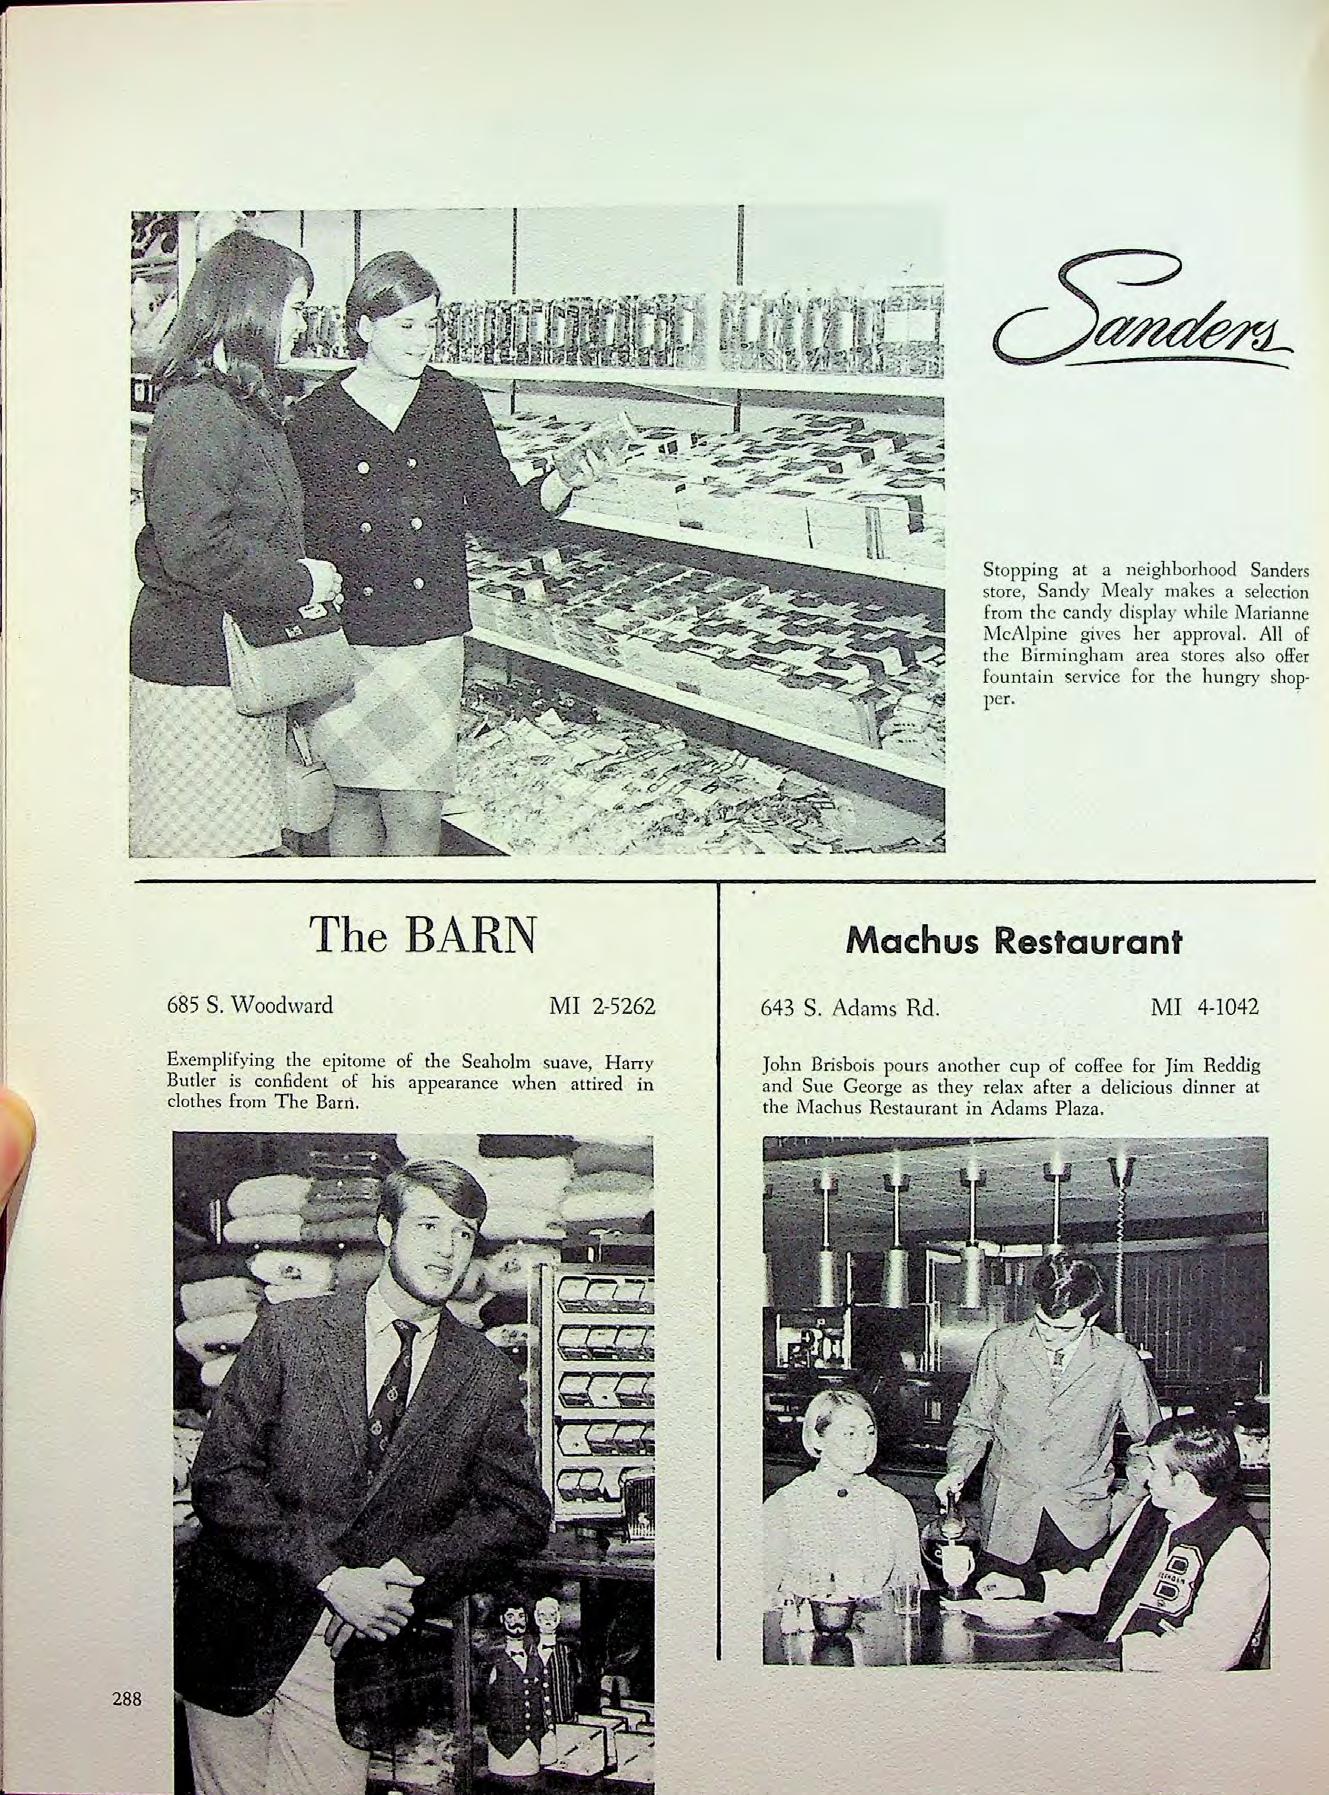 Sanders
Stopping at a neighborhood Sanders
store, Sandy Mealy makes a selection
from the candy display while Marianne
McAlpine gives her approval. All of
the Birmingham area stores also offer
fountain service for the hungry shop-
per.
The BARN
685 S. Woodward MI 2-5262
Exemplifying the epitome of the Seaholm suave, Harry
Butler is confident of his appearance when attired in
clothes from The Barn.
Machus Restaurant
643 S. Adams Rd. MI 4-1042
John Brisbois pours another cup of coffee for Jim Reddig
and Sue George as they relax after a delicious dinner at
the Machus Restaurant in Adams Plaza.
B
SEAHOLM
288